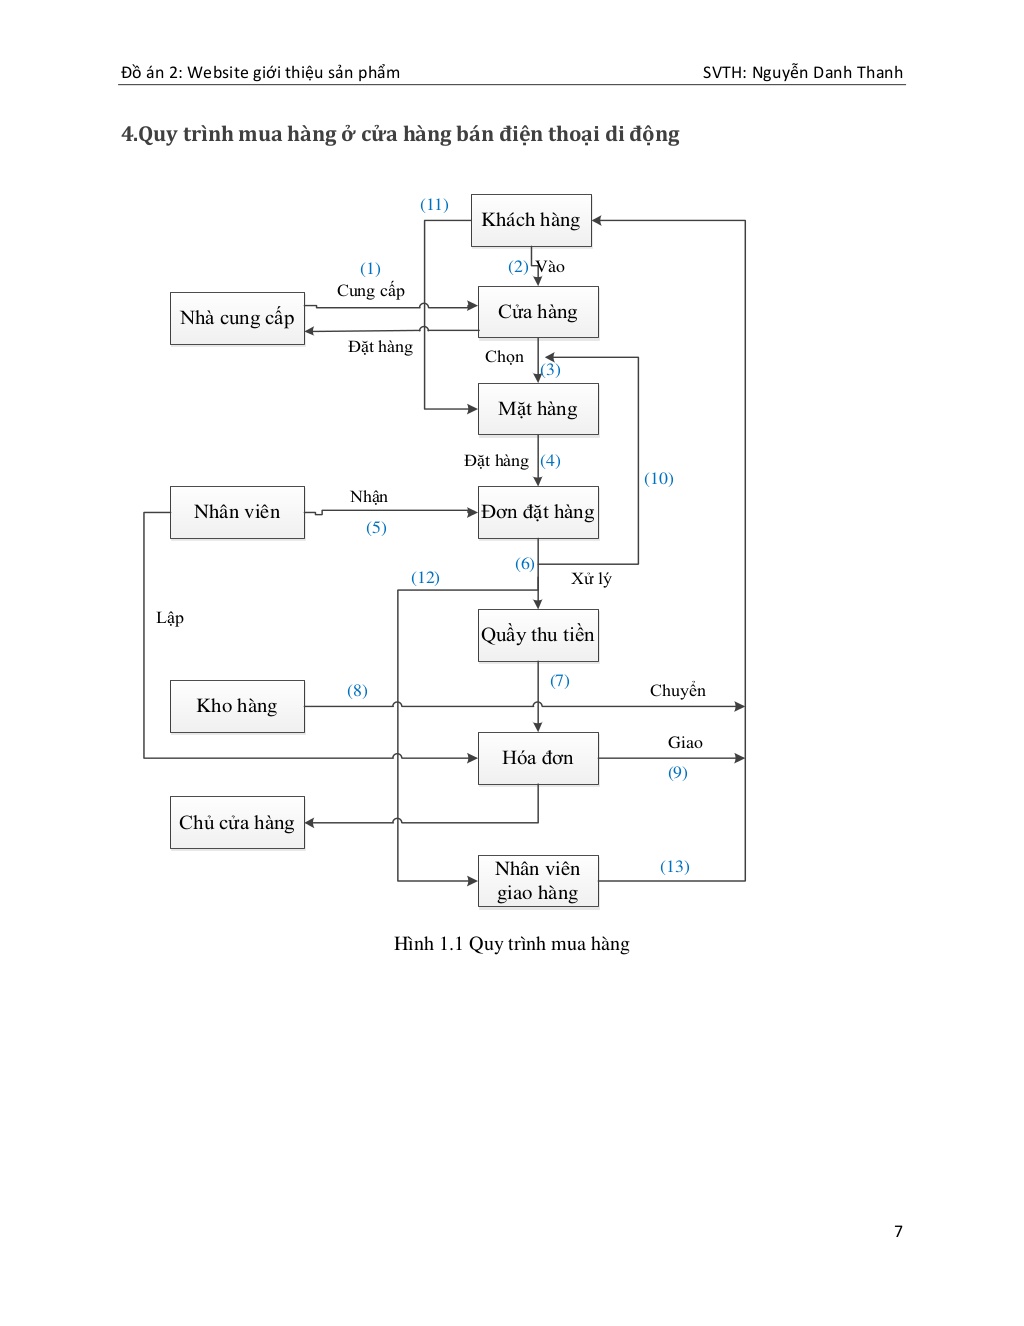 Đồ án 2: Website giới thiệu sản phẩm
SVTH: Nguyễn Danh Thanh
4.Quy trình mua hàng ở cửa hàng bán điện thoại di động
(11)
Khách hàng
(1)
(2)
Vào
Cung cấp
Nhà cung cấp
Cửa hàng
Đặt hàng
Chọn
(3)
Mặt hàng
Đặt hàng
(4)
(10)
Nhận
Nhân viên
Đơn đặt hàng
(5)
(6)
(12)
Xử lý
Lập
Quầy thu tiền
(7)
(8)
Chuyển
Kho hàng
Giao
Hóa đơn
(9)
Chủ cửa hàng
(13)
Nhân viên
giao hàng
Hình 1.1 Quy trình mua hàng
7